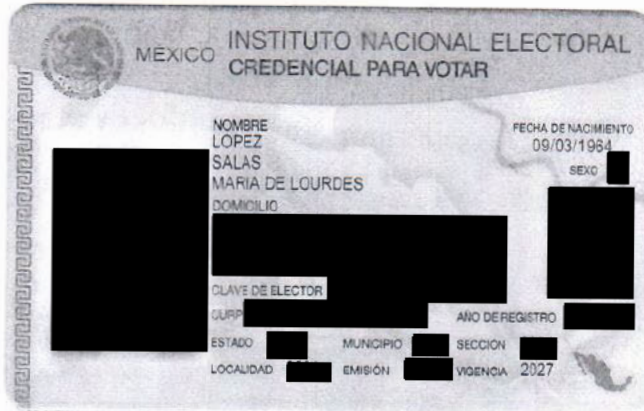 MÉXICO INSTITUTO NACIONAL ELECTORAL
CREDENCIAL PARA VOTAR
NOMBRE
LOPEZ
SALAS
MARIA DE LOURDES
FECHA DE NACIMIENTO
09/03/1964
SEXO
DOMICILIO
CLAVE DE ELECTOR
CURP
AÑO DE REGISTRO
ESTADO MUNICIPIO SECCION
LOCALIDAD EMISIÓN VIGENCIA 2027